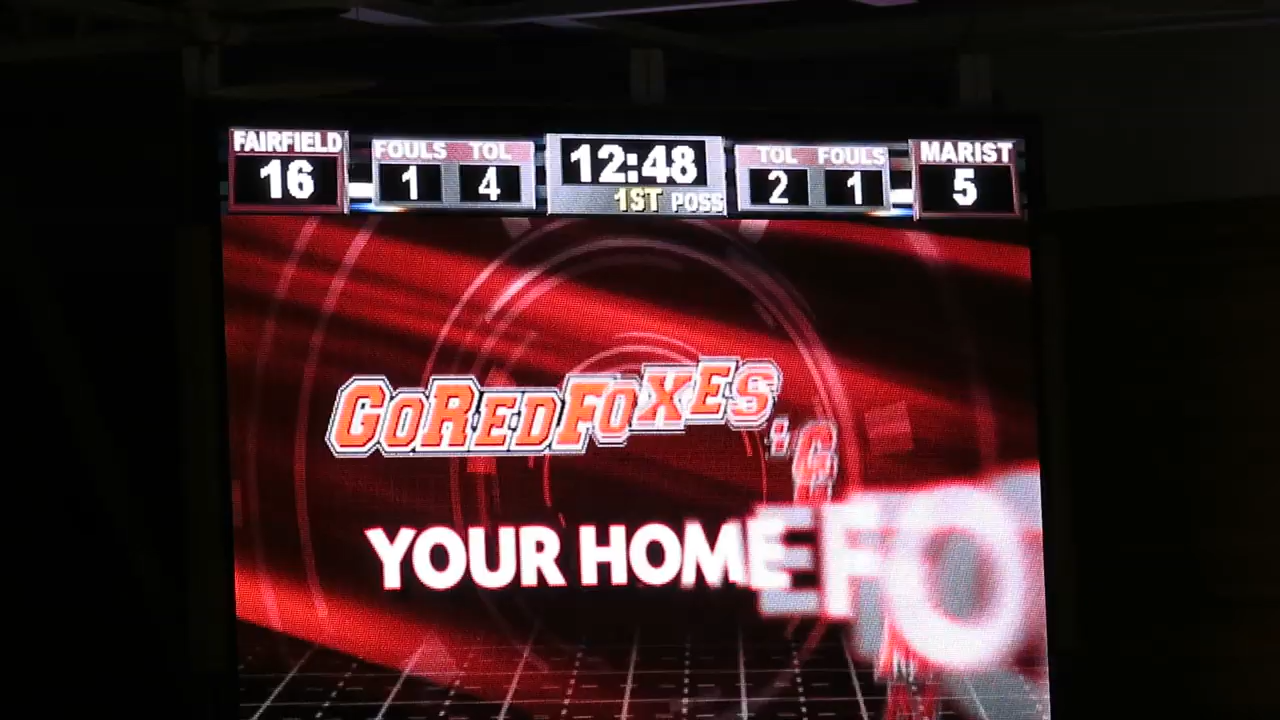 FAIRFIELD
16
FOULS TOL
1 4
12:48
1ST POSS
TOL FOULS
2 1
MARIST
5
GOREDFOXES
YOUR HOME FO